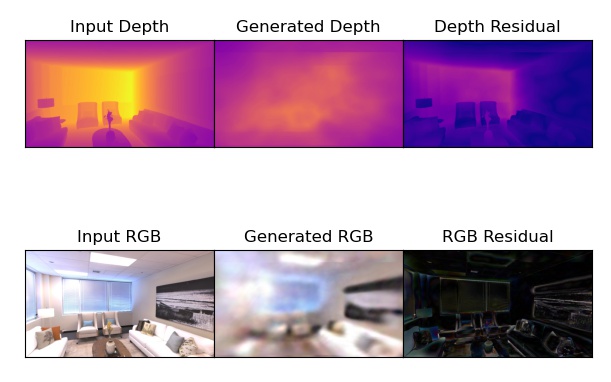 Input Depth
Generated Depth
Depth Residual
Input RGB
Generated RGB
RGB Residual